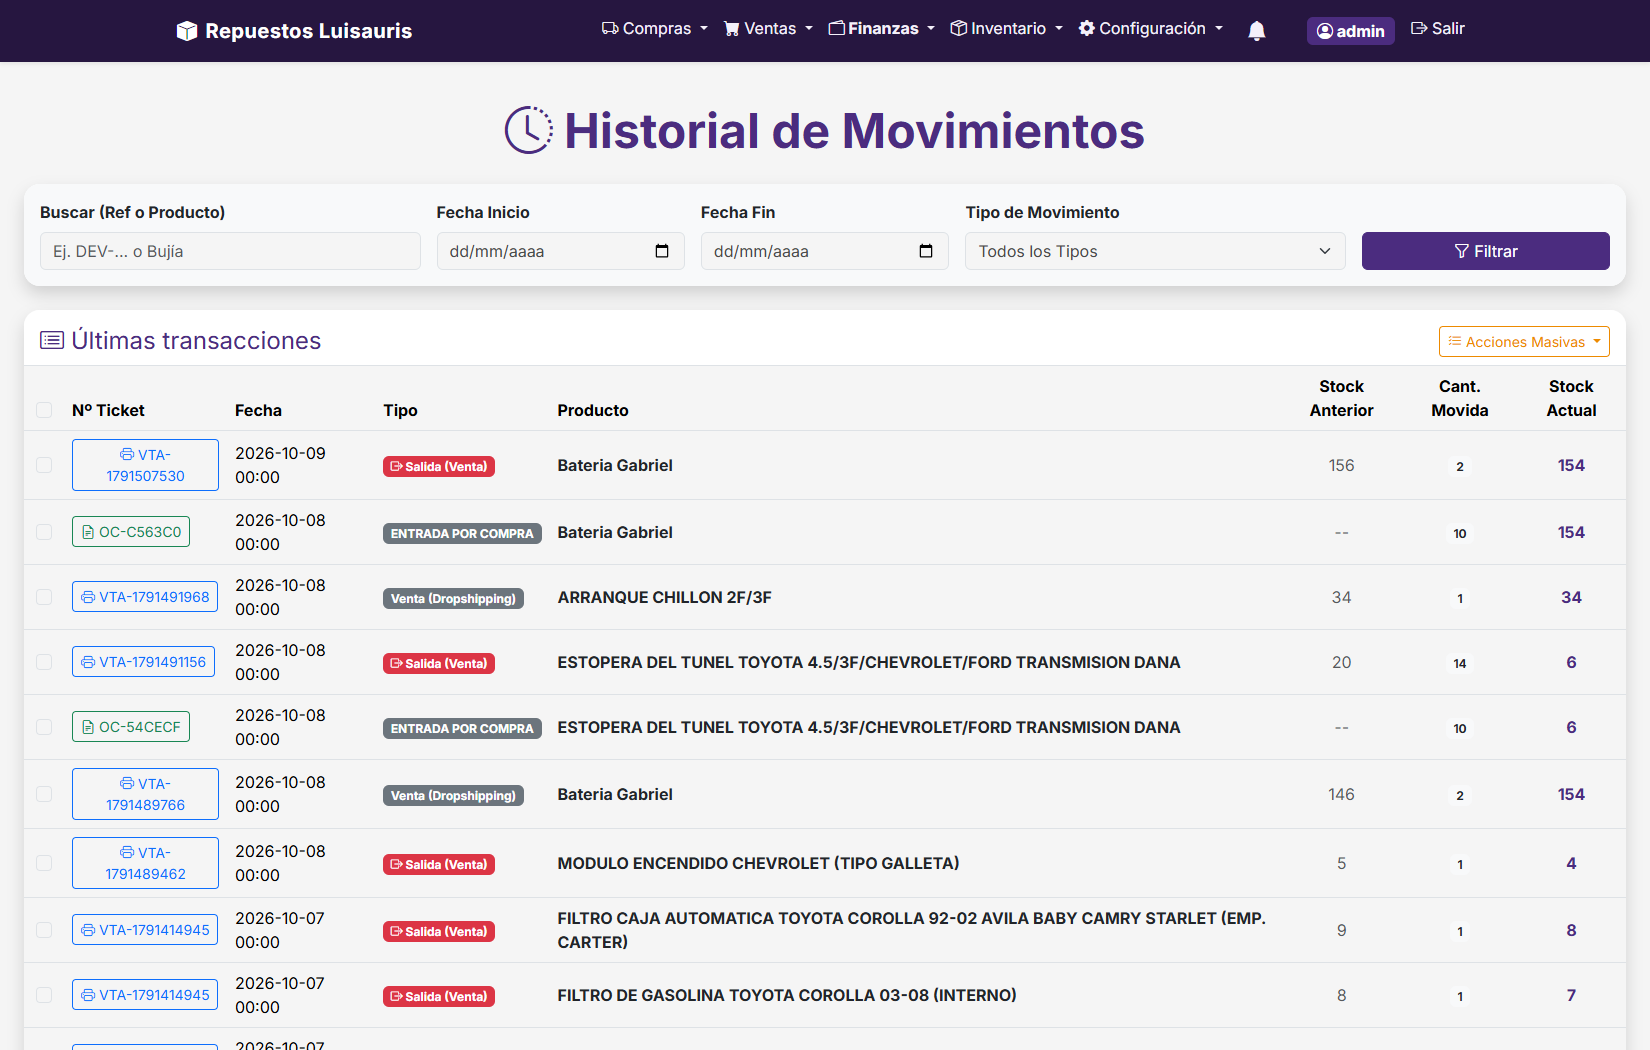 Repuestos Luisauris
Compras
Ventas
Finanzas
Inventario
Configuración
admin
Salir
Historial de Movimientos
Buscar (Ref o Producto)
Fecha Inicio
Fecha Fin
Tipo de Movimiento
Ej. DEV-... o Bujía
dd/mm/aaaa
dd/mm/aaaa
Todos los Tipos
Filtrar
Últimas transacciones
Acciones Masivas
Nº Ticket
Fecha
Tipo
Producto
Stock
Anterior
Cant.
Movida
Stock
Actual
VTA-
1791507530
2026-10-09
00:00
Salida (Venta)
Bateria Gabriel
156
2
154
OC-C563C0
2026-10-08
00:00
ENTRADA POR COMPRA
Bateria Gabriel
--
10
154
VTA-1791491968
2026-10-08
00:00
Venta (Dropshipping)
ARRANQUE CHILLON 2F/3F
34
1
34
VTA-1791491156
2026-10-08
00:00
Salida (Venta)
ESTOPERA DEL TUNEL TOYOTA 4.5/3F/CHEVROLET/FORD TRANSMISION DANA
20
14
6
OC-54CECF
2026-10-08
00:00
ENTRADA POR COMPRA
ESTOPERA DEL TUNEL TOYOTA 4.5/3F/CHEVROLET/FORD TRANSMISION DANA
--
10
6
VTA-
1791489766
2026-10-08
00:00
Venta (Dropshipping)
Bateria Gabriel
146
2
154
VTA-
1791489462
2026-10-08
00:00
Salida (Venta)
MODULO ENCENDIDO CHEVROLET (TIPO GALLETA)
5
1
4
VTA-1791414945
2026-10-07
00:00
Salida (Venta)
FILTRO CAJA AUTOMATICA TOYOTA COROLLA 92-02 AVILA BABY CAMRY STARLET (EMP.
CARTER)
9
1
8
VTA-1791414945
2026-10-07
00:00
Salida (Venta)
FILTRO DE GASOLINA TOYOTA COROLLA 03-08 (INTERNO)
8
1
7
2026-10-07